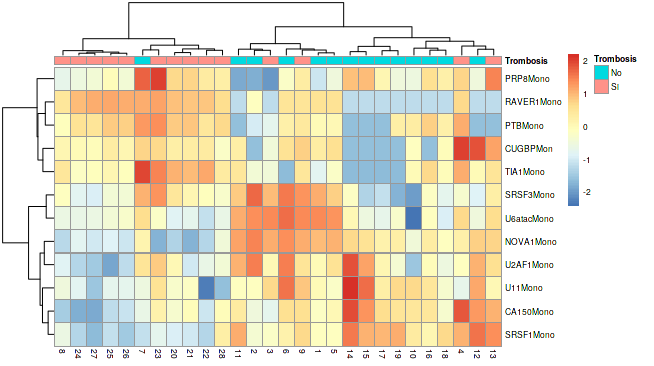 Trombosis
PRP8Mono
RAVER1Mono
PTBMono
CUGBPMon
TIA1Mono
SRSF3Mono
U6atacMono
NOVA1Mono
U2AF1Mono
U11Mono
CA150Mono
SRSF1Mono
8 24 27 25 26 7 23 20 21 22 28 11 2 3 6 9 1 5 14 15 17 19 10 16 18 4 12 13
2
1
0
-1
-2
Trombosis
No
SI